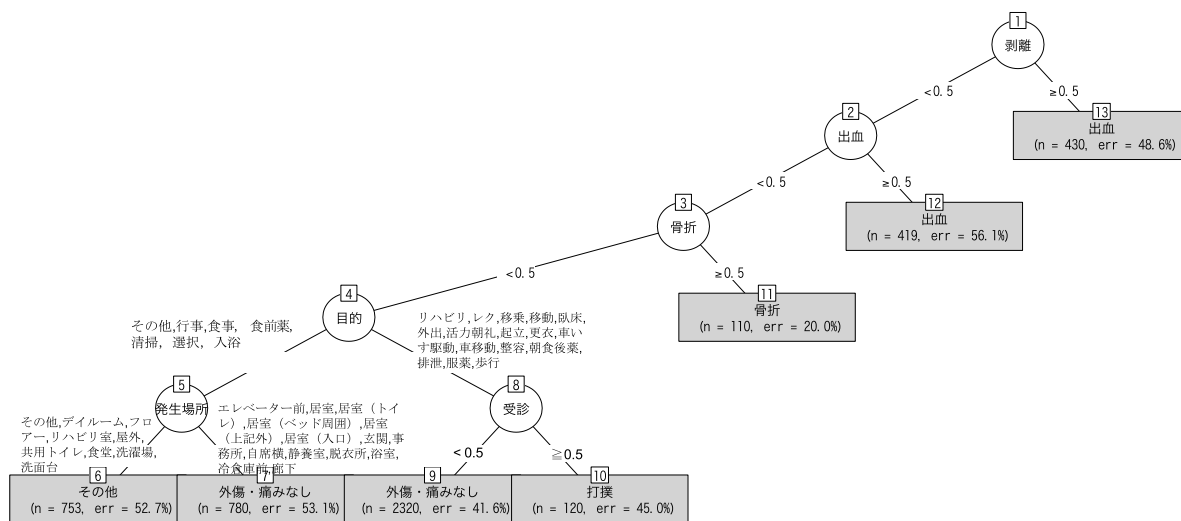 1
剥離
<0.5
≥0.5
2
出血
13
出血
(n = 430, err = 48.6%)
<0.5
≥0.5
3
骨折
12
出血
(n = 419, err = 56.1%)
<0.5
≥0.5
4
目的
11
骨折
(n = 110, err = 20.0%)
その他,行事,食事, 食前薬,
清掃, 選択, 入浴
リハビリ,レク,移乗,移動,臥床,
外出,活力朝礼,起立,更衣,車い
す駆動,車移動,整容,朝食後薬,
排泄,服薬,歩行
5
発生場所
8
受診
その他,デイルーム,フロ
アー,リハビリ室,屋外,
共用トイレ,食堂,洗濯場,
洗面台
エレベーター前,居室,居室（トイ
レ）,居室（ベッド周囲）,居室
（上記外）,居室（入口）,玄関,事
務所,自席横,静養室,脱衣所,浴室,
冷倉庫前,廊下
<0.5
≧0.5
6
その他
(n = 753, err = 52.7%)
7
外傷・痛みなし
(n = 780, err = 53.1%)
9
外傷・痛みなし
(n = 2320, err = 41.6%)
10
打撲
(n = 120, err = 45.0%)